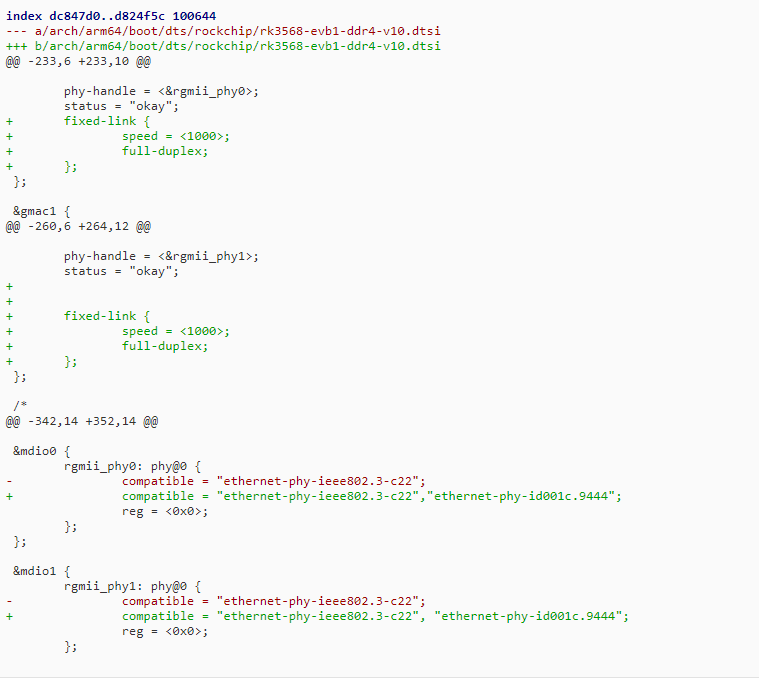 index dc847d0..d824f5c 100644
--- a/arch/arm64/boot/dts/rockchip/rk3568-evb1-ddr4-v10.dtsi
+++ b/arch/arm64/boot/dts/rockchip/rk3568-evb1-ddr4-v10.dtsi
@@ -233,6 +233,10 @@

        phy-handle = <&rgmii_phy0>;
        status = "okay";
+       fixed-link {
+               speed = <1000>;
+               full-duplex;
+       };
 };

 &gmac1 {
@@ -260,6 +264,12 @@

        phy-handle = <&rgmii_phy1>;
        status = "okay";
+
+
+       fixed-link {
+               speed = <1000>;
+               full-duplex;
+       };
 };

 /*
@@ -342,14 +352,14 @@

 &mdio0 {
        rgmii_phy0: phy@0 {
-               compatible = "ethernet-phy-ieee802.3-c22";
+               compatible = "ethernet-phy-ieee802.3-c22","ethernet-phy-id001c.9444";
                reg = <0x0>;
        };
 };

 &mdio1 {
        rgmii_phy1: phy@0 {
-               compatible = "ethernet-phy-ieee802.3-c22";
+               compatible = "ethernet-phy-ieee802.3-c22", "ethernet-phy-id001c.9444";
                reg = <0x0>;
        };